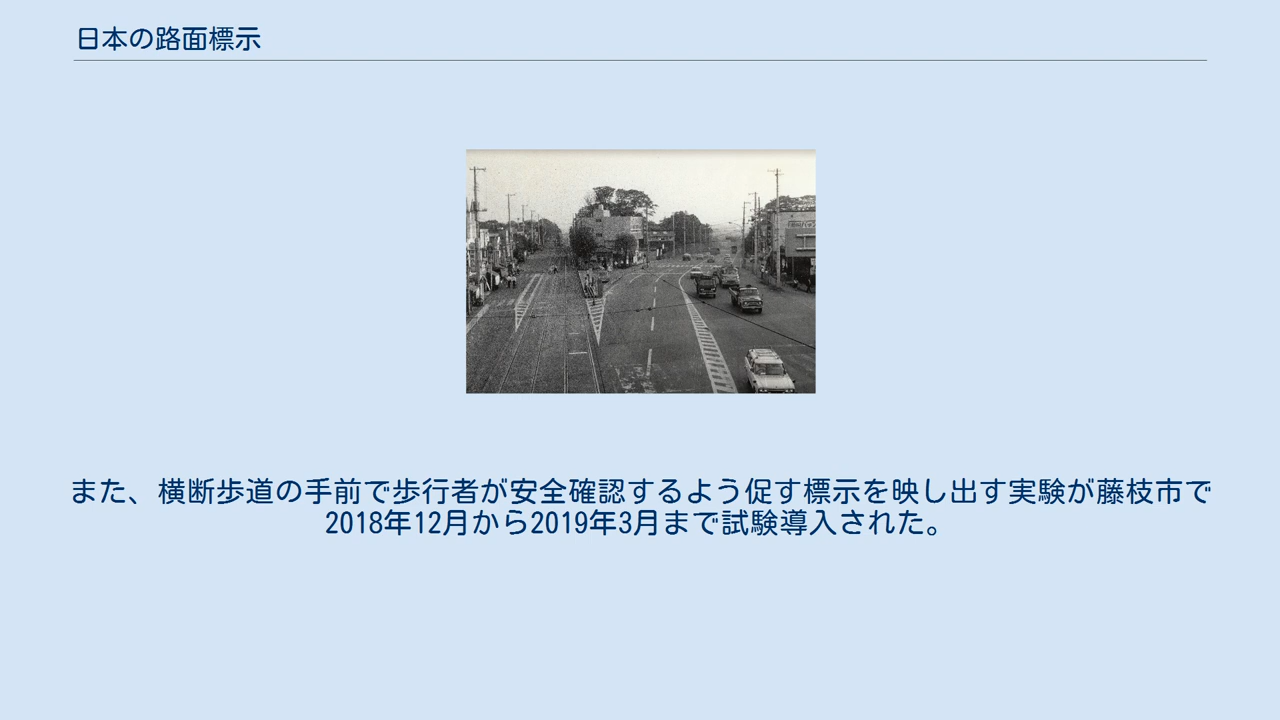 日本の路面標示
また、横断歩道の手前で歩行者が安全確認するよう促す標示を映し出す実験が藤枝市で
2018年12月から2019年3月まで試験導入された。